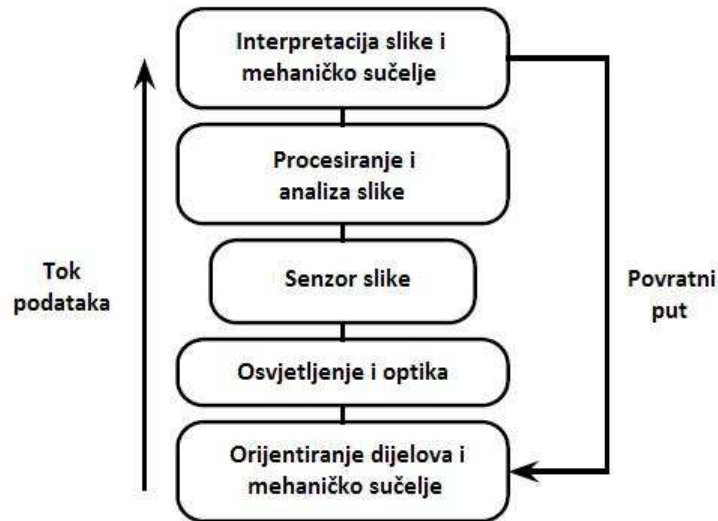 Interpretacija slike i
mehaničko sučelje
Procesiranje i
analiza slike
Senzor slike
Tok
podataka
Povratni
put
Osvjetljenje i optika
Orijentiranje dijelova i
mehaničko sučelje